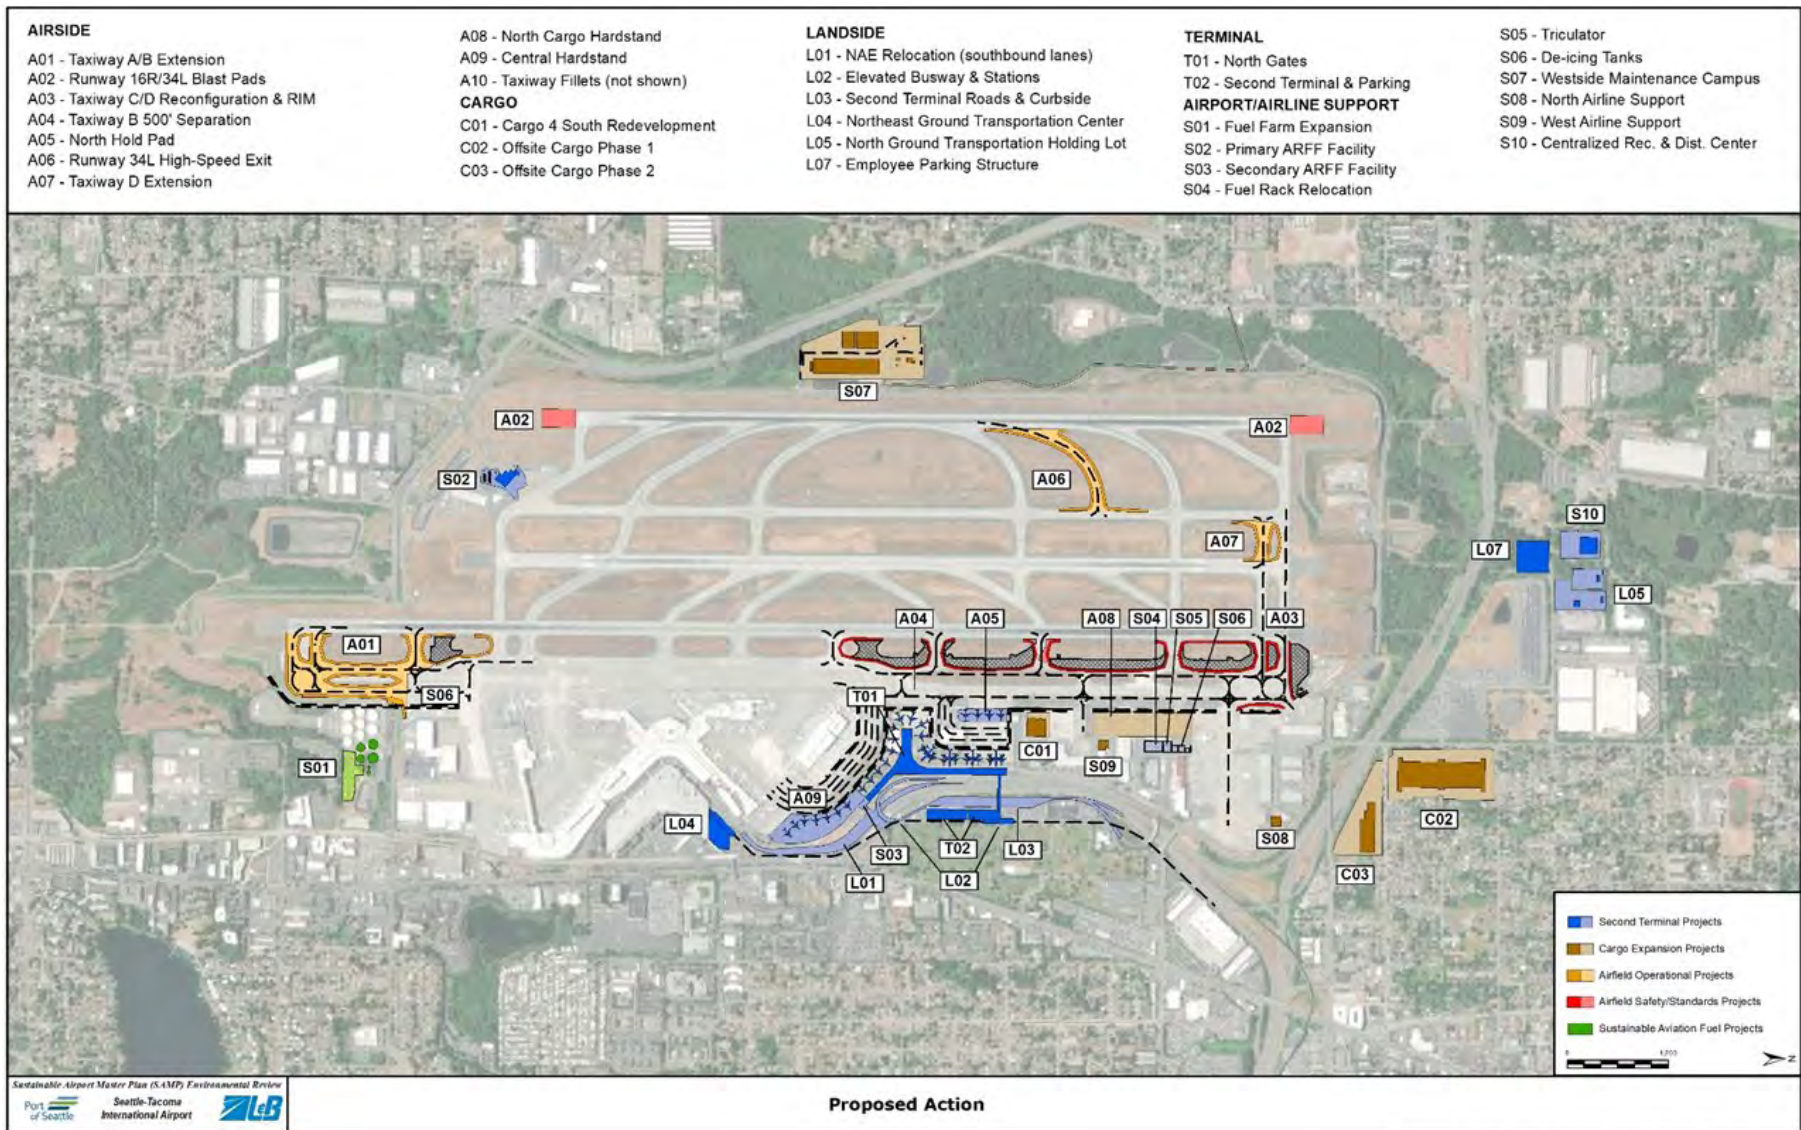 AIRSIDE
A01 - Taxiway A/B Extension
A02 - Runway 16R/34L Blast Pads
A03 - Taxiway C/D Reconfiguration & RIM
A04 - Taxiway B 500' Separation
A05 - North Hold Pad
A06 - Runway 34L High-Speed Exit
A07 - Taxiway D Extension
A08 - North Cargo Hardstand
A09 - Central Hardstand
A10 - Taxiway Fillets (not shown)
CARGO
C01 - Cargo 4 South Redevelopment
C02 - Offsite Cargo Phase 1
C03 - Offsite Cargo Phase 2
LANDSIDE
L01 - NAE Relocation (southbound lanes)
L02 - Elevated Busway & Stations
L03 - Second Terminal Roads & Curbside
L04 - Northeast Ground Transportation Center
L05 - North Ground Transportation Holding Lot
L07 - Employee Parking Structure
TERMINAL
T01 - North Gates
T02 - Second Terminal & Parking
AIRPORT/AIRLINE SUPPORT
S01 - Fuel Farm Expansion
S02 - Primary ARFF Facility
S03 - Secondary ARFF Facility
S04 - Fuel Rack Relocation
S05 - Triculator
S06 - De-icing Tanks
S07 - Westside Maintenance Campus
S08 - North Airline Support
S09 - West Airline Support
S10 - Centralized Rec. & Dist. Center
S07
A02
A02
S02
A06
S10
A07
L07
L05
A01
A04
A05
A08
S04
S05
S06
A03
S06
T01
C01
S09
S01
A09
L04
C02
S08
S03
T02
L03
C03
L01
L02
Second Terminal Projects
Cargo Expansion Projects
Airfield Operational Projects
Airfield Safety/Standards Projects
Sustainable Aviation Fuel Projects
0
N
Sustainable Airport Master Plan (SAMP) Environmental Review
Port of Seattle
Seattle-Tacoma
International Airport
L&B
Proposed Action